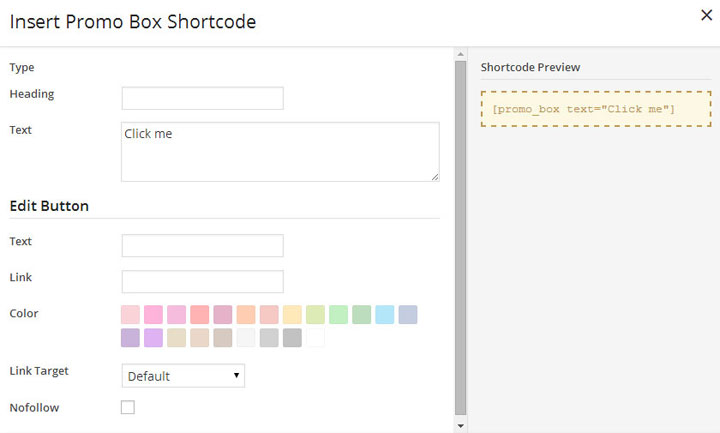 Insert Promo Box Shortcode
Type
Heading
Text
Click me
Edit Button
Text
Link
Color
Link Target
Default
Nofollow
Shortcode Preview
[promo_box text="Click me"]